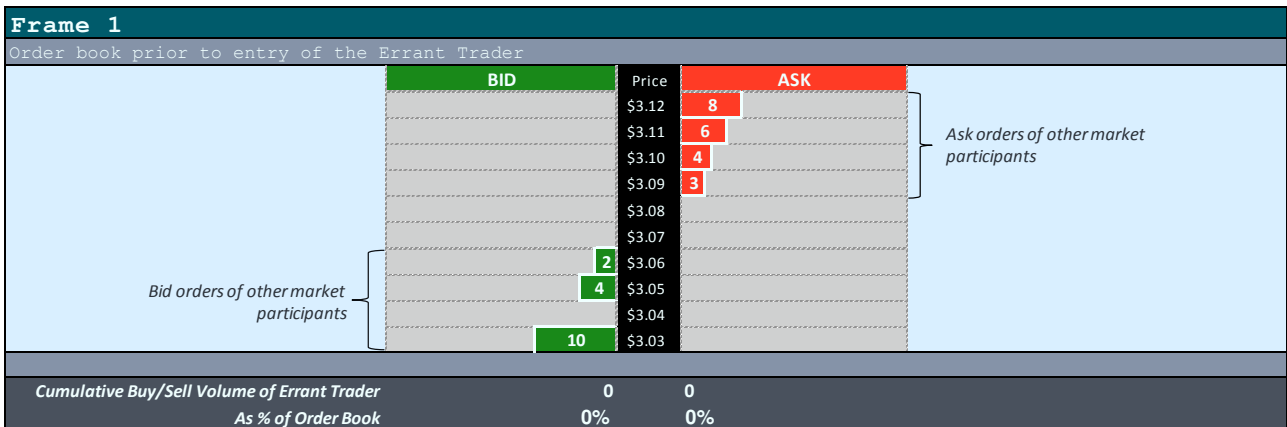 Frame 1
Order book prior to entry of the Errant Trader
BID Price ASK
$3.12 8
$3.11 6
$3.10 4
$3.09 3
Ask orders of other market
participants
$3.08
$3.07
2 $3.06
4 $3.05
$3.04
10 $3.03
Bid orders of other market
participants
Cumulative Buy/Sell Volume of Errant Trader 0 0
As % of Order Book 0% 0%